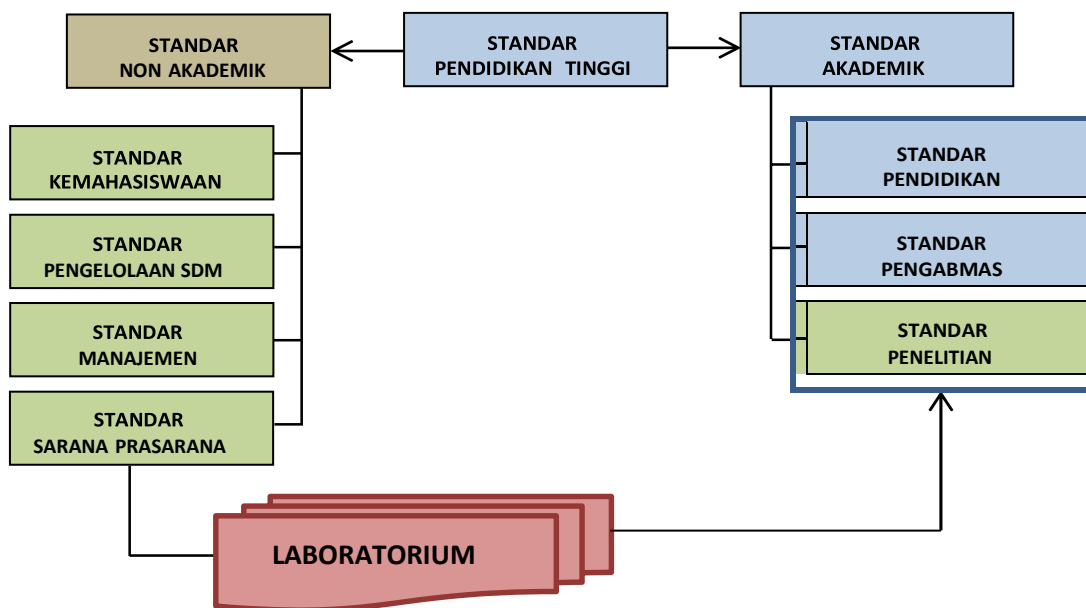 STANDAR
NON AKADEMIK
STANDAR
PENDIDIKAN TINGGI
STANDAR
AKADEMIK
STANDAR
KEMAHASISWAAN
STANDAR
PENGELOLAAN SDM
STANDAR
MANAJEMEN
STANDAR
SARANA PRASARANA
STANDAR
PENDIDIKAN
STANDAR
PENGABMAS
STANDAR
PENELITIAN
LABORATORIUM